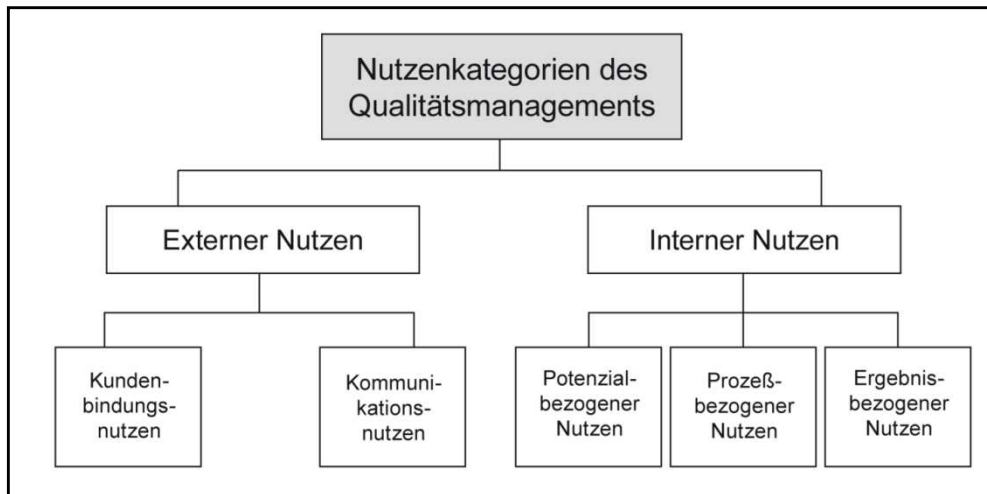 Nutzenkategorien des
Qualitätsmanagements
Externer Nutzen
Interner Nutzen
Kunden-
bindungs-
nutzen
Kommuni-
kations-
nutzen
Potenzial-
bezogener
Nutzen
Prozeß-
bezogener
Nutzen
Ergebnis-
bezogener
Nutzen